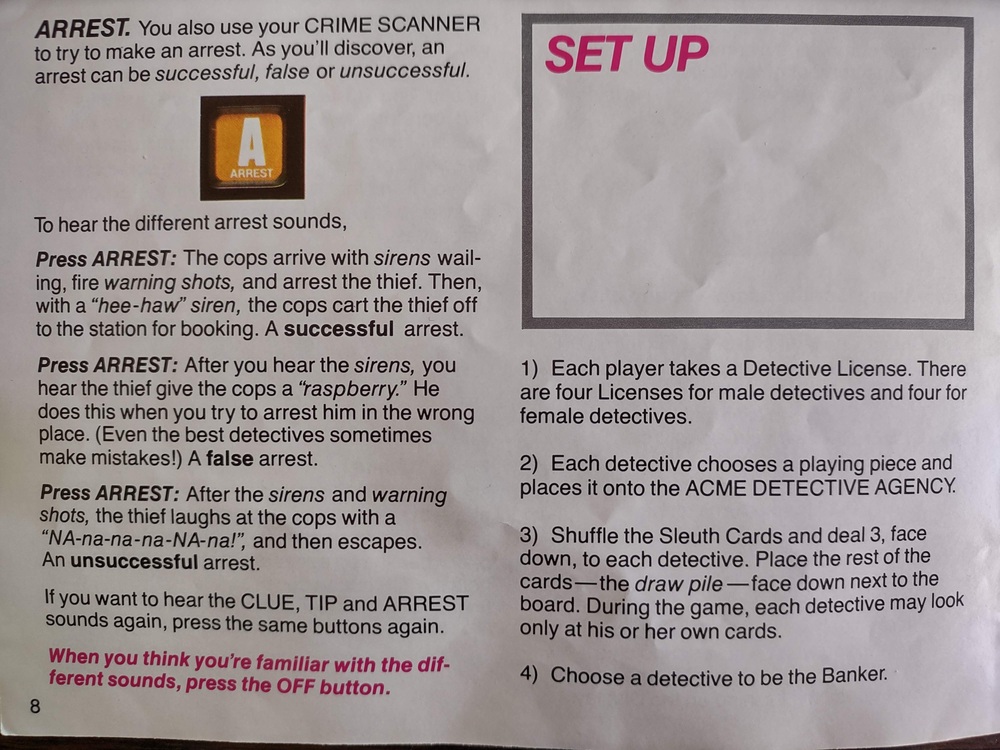 ARREST. You also use your CRIME SCANNER
to try to make an arrest. As you'll discover, an
arrest can be successful, false or unsuccessful.
A
ARREST
To hear the different arrest sounds,
Press ARREST: The cops arrive with sirens wail-
ing, fire warning shots, and arrest the thief. Then,
with a “hee-haw” siren, the cops cart the thief off
to the station for booking. A successful arrest.
Press ARREST: After you hear the sirens, you
hear the thief give the cops a “raspberry.” He
does this when you try to arrest him in the wrong
place. (Even the best detectives sometimes
make mistakes!) A false arrest.
Press ARREST: After the sirens and warning
shots, the thief laughs at the cops with a
“NA-na-na-na-NA-na!”, and then escapes.
An unsuccessful arrest.
If you want to hear the CLUE, TIP and ARREST
sounds again, press the same buttons again.
When you think you're familiar with the dif-
ferent sounds, press the OFF button.
8
SET UP
1) Each player takes a Detective License. There
are four Licenses for male detectives and four for
female detectives.
2) Each detective chooses a playing piece and
places it onto the ACME DETECTIVE AGENCY.
3) Shuffle the Sleuth Cards and deal 3, face
down, to each detective. Place the rest of the
cards—the draw pile—face down next to the
board. During the game, each detective may look
only at his or her own cards.
4) Choose a detective to be the Banker.